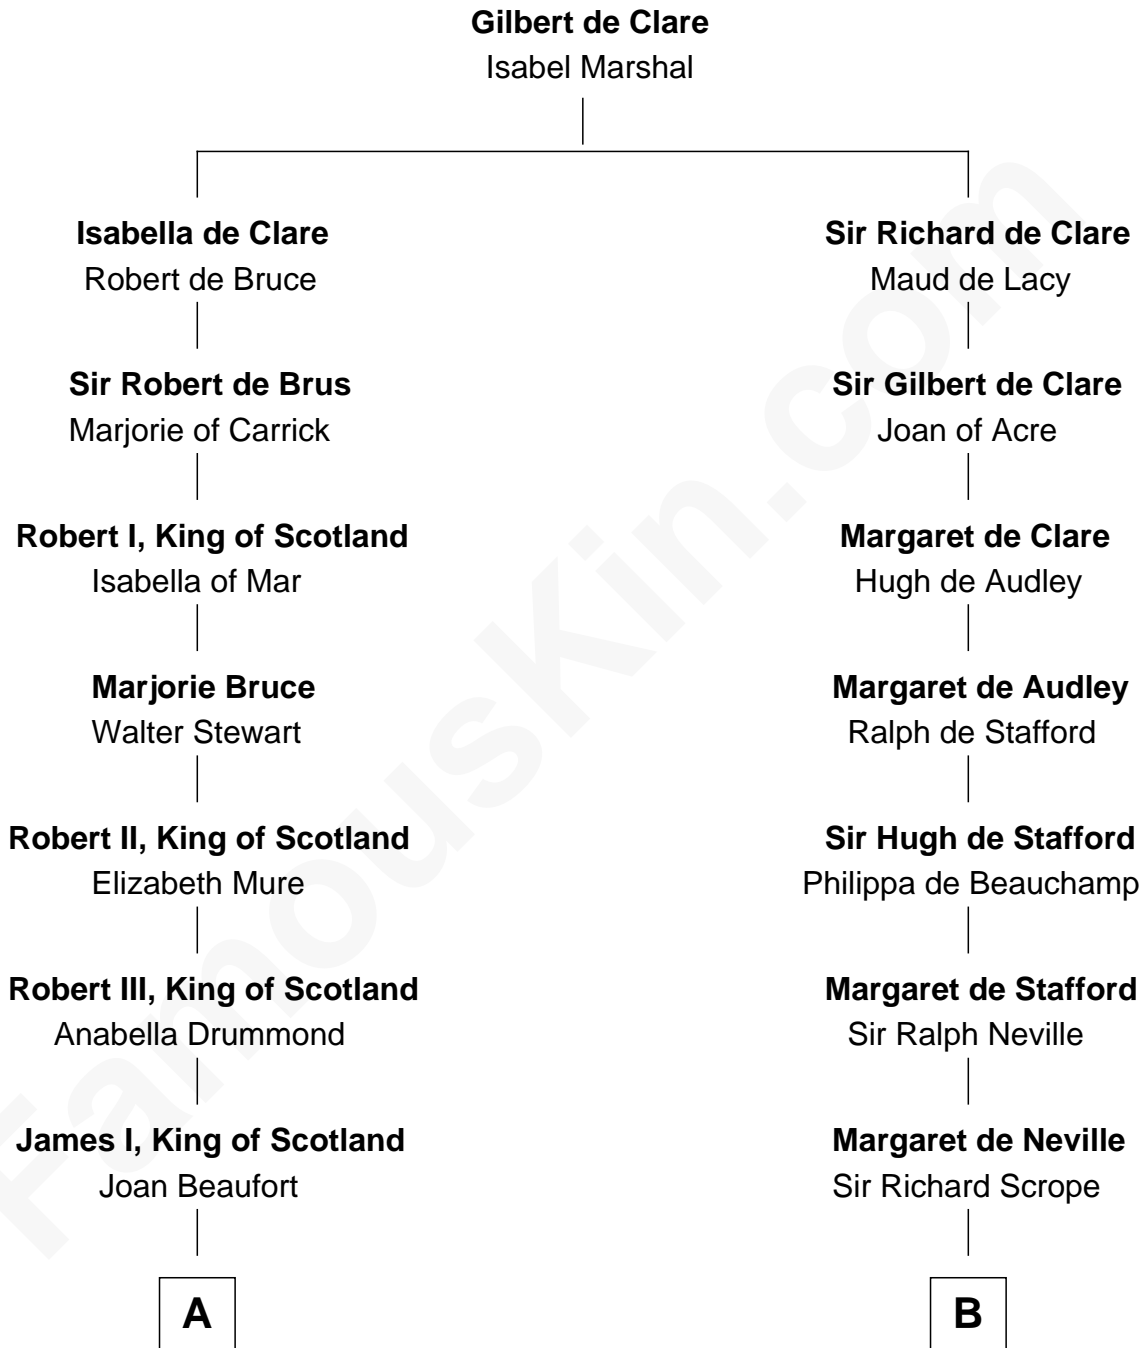 Gilbert de Clare
Isabel Marshal
Isabella de Clare
Robert de Bruce
Sir Richard de Clare
Maud de Lacy
Sir Robert de Brus
Marjorie of Carrick
Sir Gilbert de Clare
Joan of Acre
Robert I, King of Scotland
Isabella of Mar
Margaret de Clare
Hugh de Audley
Marjorie Bruce
Walter Stewart
Margaret de Audley
Ralph de Stafford
Robert II, King of Scotland
Elizabeth Mure
Sir Hugh de Stafford
Philippa de Beauchamp
Robert III, King of Scotland
Anabella Drummond
Margaret de Stafford
Sir Ralph Neville
James I, King of Scotland
Joan Beaufort
Margaret de Neville
Sir Richard Scrope
A
B
FamousKin.com